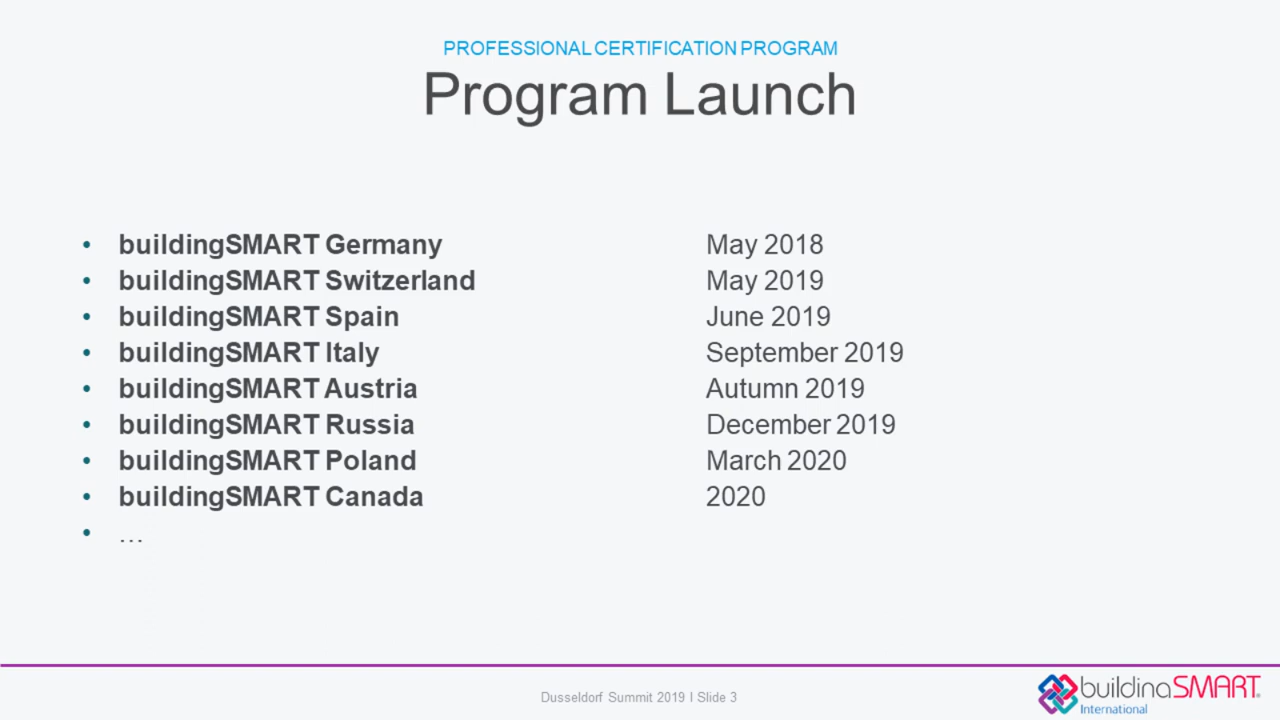 PROFESSIONAL CERTIFICATION PROGRAM
Program Launch
• buildingSMART Germany May 2018
• buildingSMART Switzerland May 2019
• buildingSMART Spain June 2019
• buildingSMART Italy September 2019
• buildingSMART Austria Autumn 2019
• buildingSMART Russia December 2019
• buildingSMART Poland March 2020
• buildingSMART Canada 2020
• …
Dusseldorf Summit 2019 I Slide 3
buildingSMART®
International